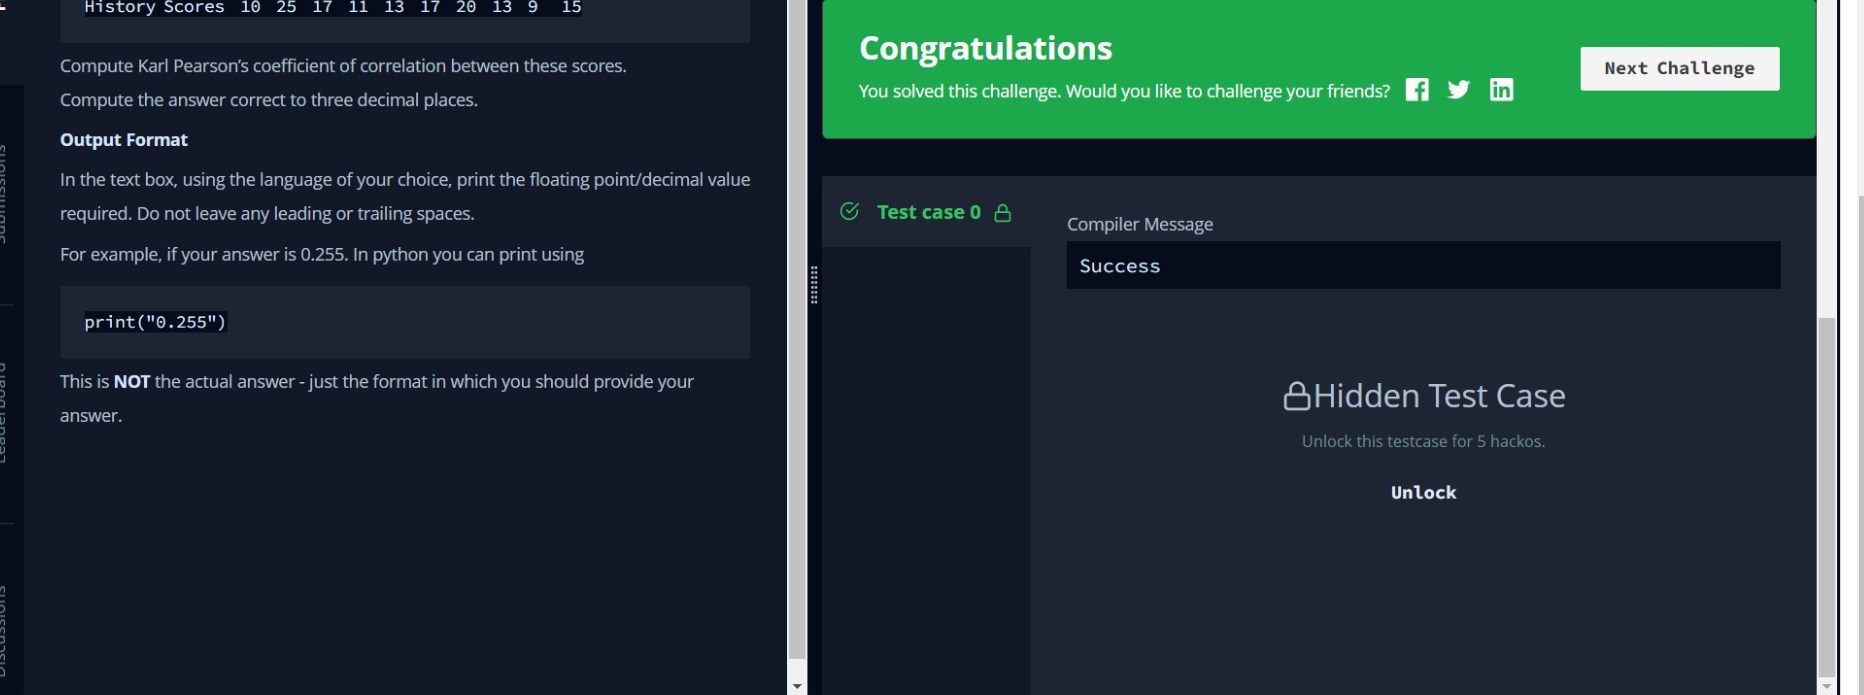 History Scores 10 25 17 11 13 17 20 13 9 15
Compute Karl Pearson’s coefficient of correlation between these scores.
Compute the answer correct to three decimal places.
Output Format
In the text box, using the language of your choice, print the floating point/decimal value
required. Do not leave any leading or trailing spaces.
For example, if your answer is 0.255. In python you can print using
print("0.255")
This is NOT the actual answer - just the format in which you should provide your
answer.
Submissions
Leaderboard
Discussions
Congratulations
You solved this challenge. Would you like to challenge your friends?
Next Challenge
Test case 0
Compiler Message
Success
Hidden Test Case
Unlock this testcase for 5 hackos.
Unlock